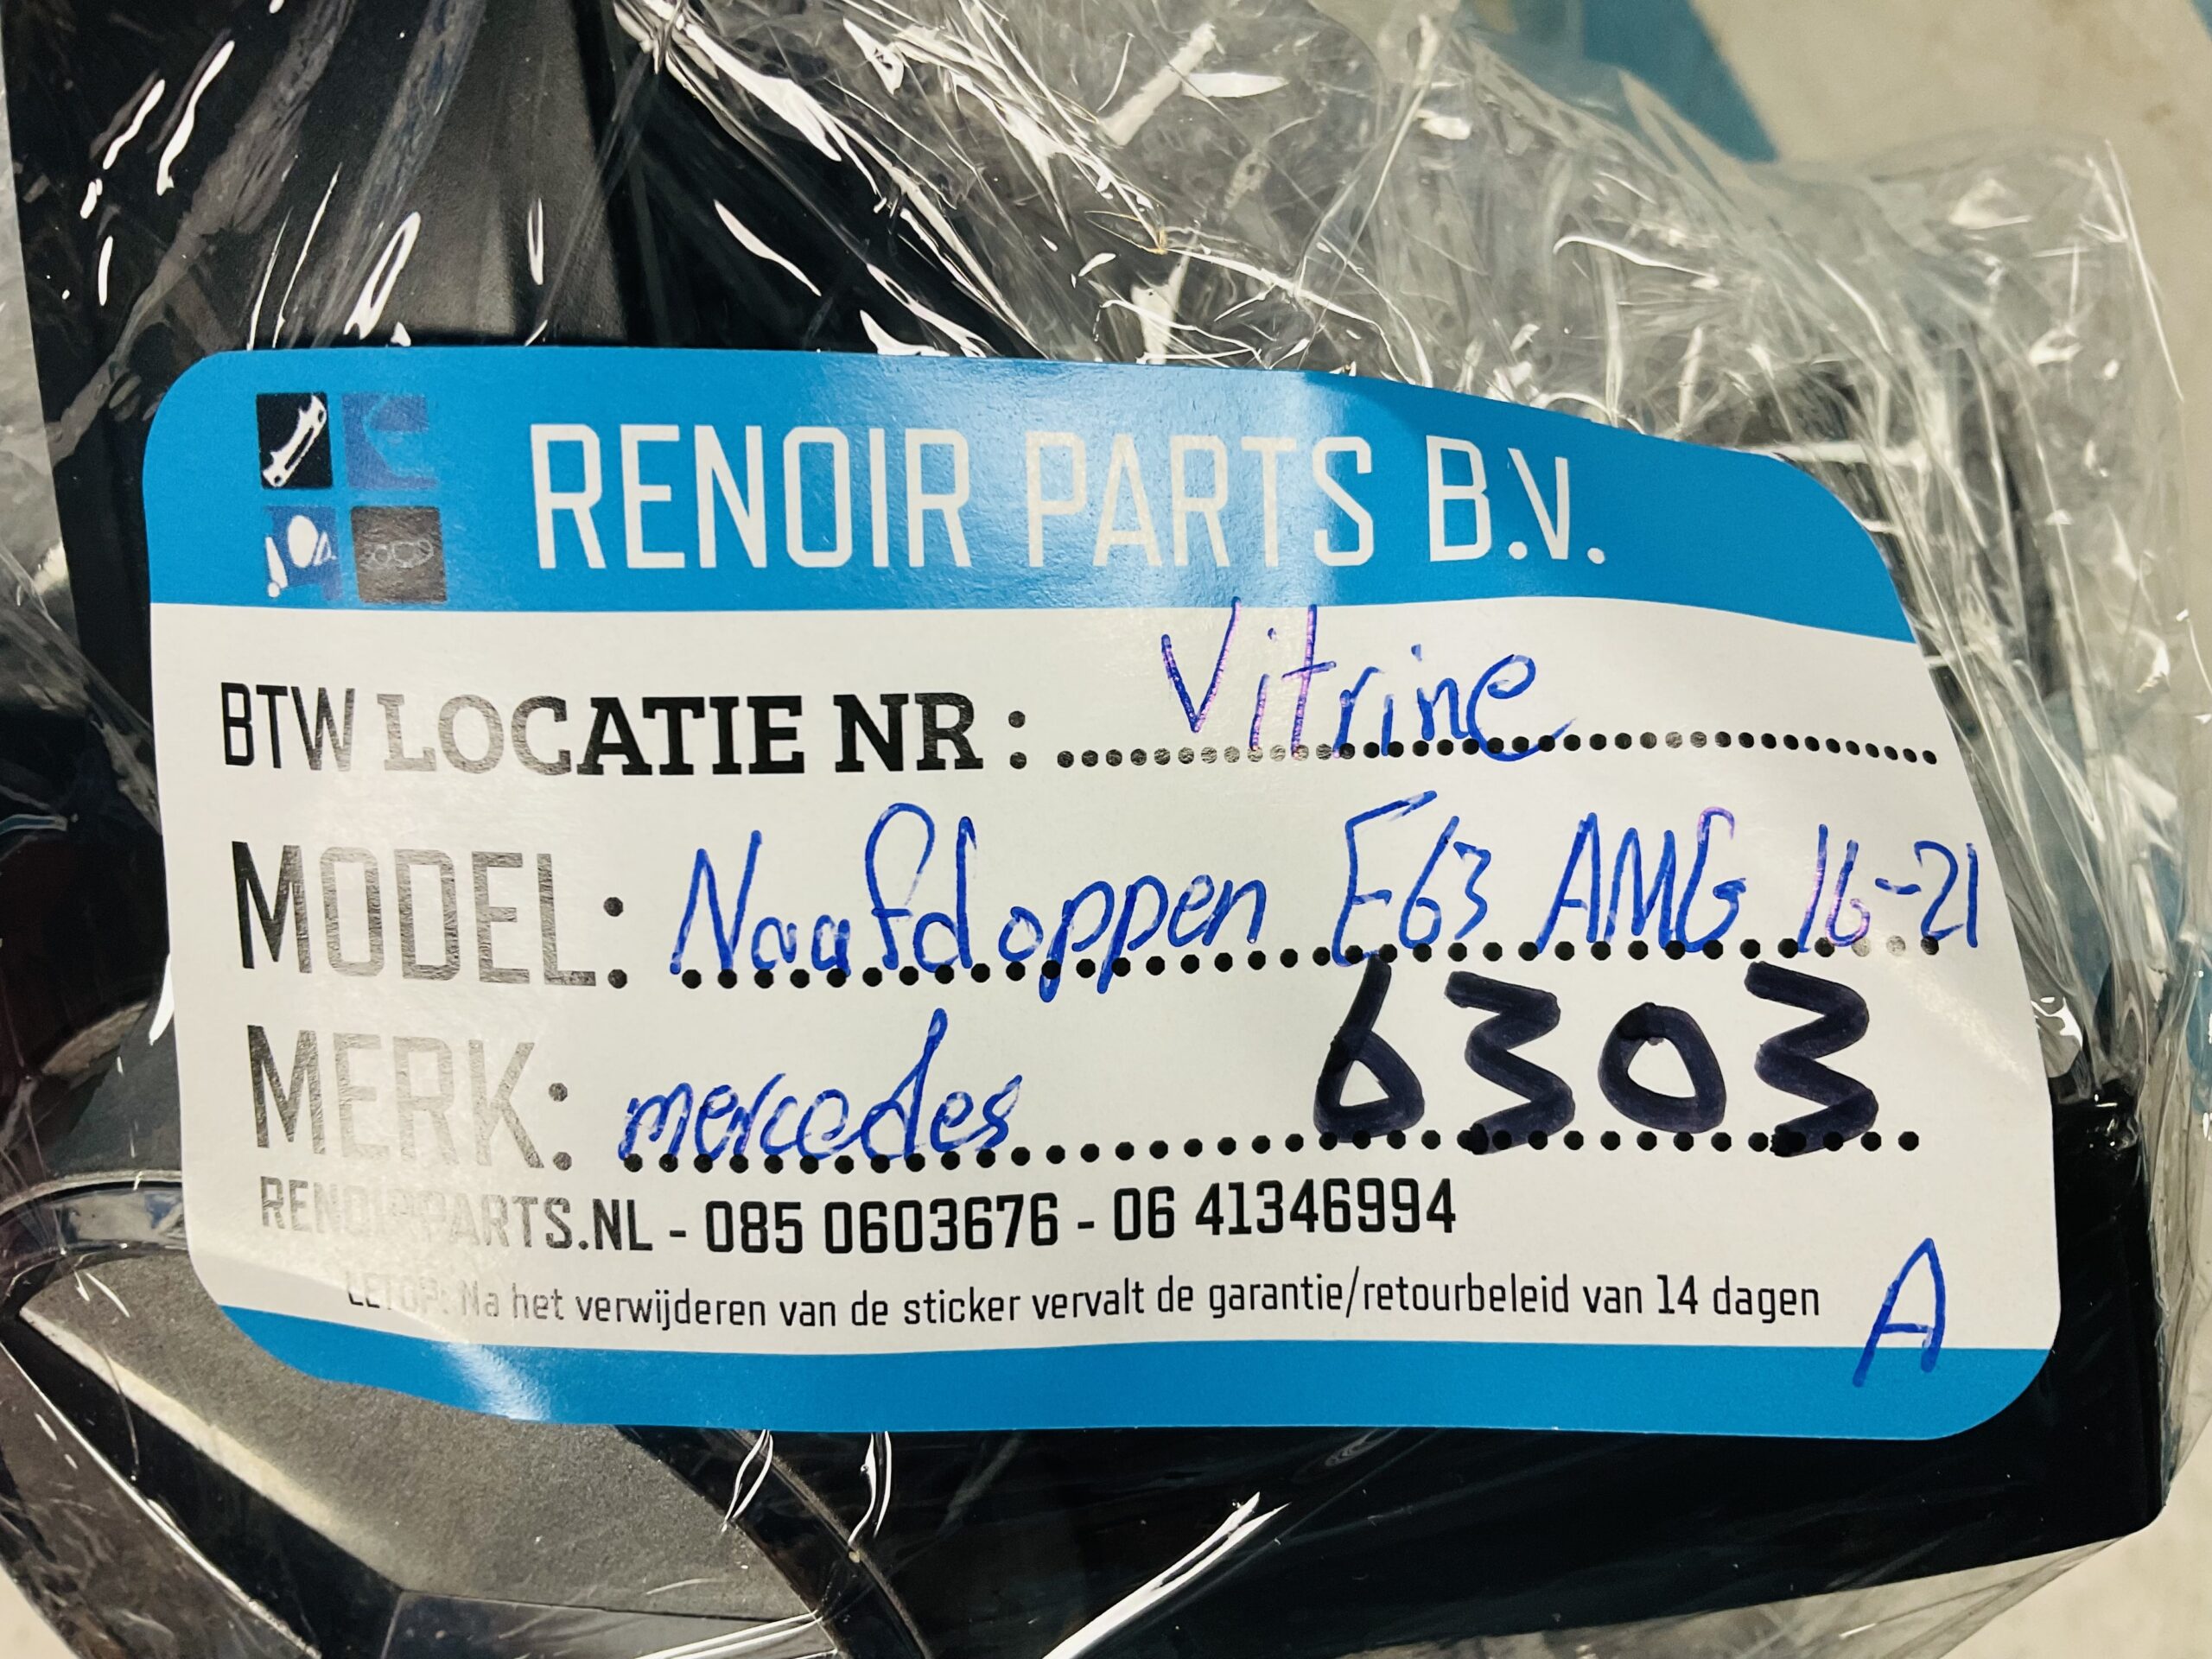 RENOIR PARTS B.V.
BTW LOCATIE NR : Vitrine
MODEL: Naafdoppen E63 AMG 16-21
MERK: mercedes 6303
RENOIRPARTS.NL - 085 0603676 - 06 41346994
LETOP: Na het verwijderen van de sticker vervalt de garantie/retourbeleid van 14 dagen
A